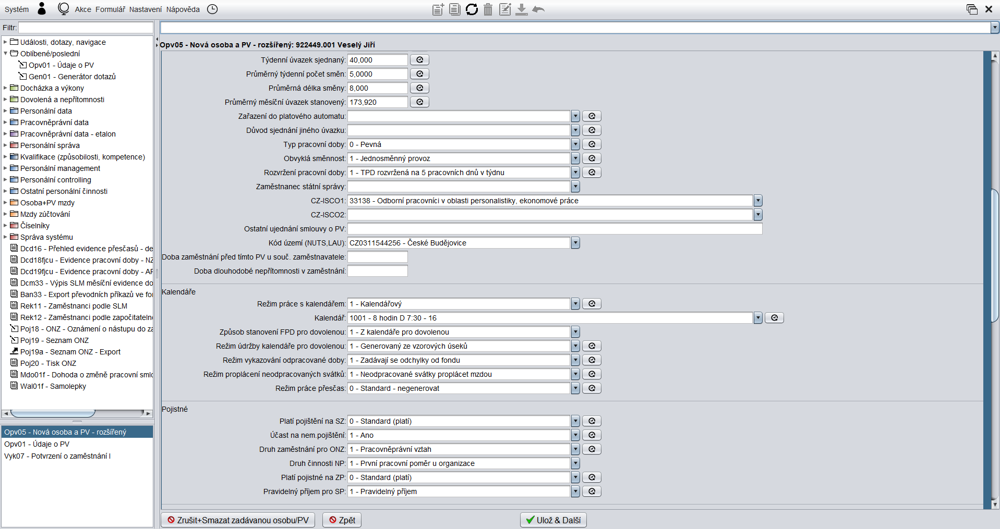 Systém Akce Formulář Nastavení Nápověda
Filtr:
Události, dotazy, navigace
Oblíbené/poslední
Opv01 - Údaje o PV
Gen01 - Generátor dotazů
Docházka a výkony
Dovolená a nepřítomnosti
Personální data
Pracovněprávní data
Pracovněprávní data - etalon
Personální správa
Kvalifikace (způsobilosti, kompetence)
Personální management
Personální controlling
Ostatní personální činnosti
Osoba+PV mzdy
Mzdy zúčtování
Číselníky
Správa systému
Dcd16 - Přehled evidence přesčasů - de
Dcd18fjcu - Evidence pracovní doby - NZ
Dcd19fjcu - Evidence pracovní doby - AF
Dcm33 - Výpis SLM měsíční evidence do
Ban33 - Export převodních příkazů ve for
Rek11 - Zaměstnanci podle SLM
Rek12 - Zaměstnanci podle započitatelno
Poj18 - ONZ - Oznámení o nástupu do za
Poj19 - Seznam ONZ
Poj19a - Seznam ONZ - Export
Poj20 - Tisk ONZ
Mdo01f - Dohoda o změně pracovní smlo
Wal01f - Samolepky
Opv05 - Nová osoba a PV - rozšířený
Opv01 - Údaje o PV
Vyk07 - Potvrzení o zaměstnání I
Opv05 - Nová osoba a PV - rozšířený: 922449.001 Veselý Jiří
Týdenní úvazek sjednaný: 40,000
Průměrný týdenní počet směn: 5,0000
Průměrná délka směny: 8,000
Průměrný měsíční úvazek stanovený: 173,920
Zařazení do platového automatu:
Důvod sjednání jiného úvazku:
Typ pracovní doby: 0 - Pevná
Obvyklá směnnost: 1 - Jednosměnný provoz
Rozvržení pracovní doby: 1 - TPD rozvržená na 5 pracovních dnů v týdnu
Zaměstnanec státní správy:
CZ-ISCO1: 33138 - Odborní pracovníci v oblasti personalistiky, ekonomové práce
CZ-ISCO2:
Ostatní ujednání smlouvy o PV:
Kód území (NUTS,LAU): CZ0311544256 - České Budějovice
Doba zaměstnání před tímto PV u souč. zaměstnavatele:
Doba dlouhodobé nepřítomnosti v zaměstnání:
Kalendáře
Režim práce s kalendářem: 1 - Kalendářový
Kalendář: 1001 - 8 hodin D 7:30 - 16
Způsob stanovení FPD pro dovolenou: 1 - Z kalendáře pro dovolenou
Režim údržby kalendáře pro dovolenou: 1 - Generovaný ze vzorových úseků
Režim vykazování odpracované doby: 1 - Zadávají se odchylky od fondu
Režim proplácení neodpracovaných svátků: 1 - Neodpracované svátky proplácet mzdou
Režim práce přesčas: 0 - Standard - negenerovat
Pojistné
Platí pojištění na SZ: 0 - Standard (platí)
Účast na nem.pojištění: 1 - Ano
Druh zaměstnání pro ONZ: 1 - Pracovněprávní vztah
Druh činnosti NP: 1 - První pracovní poměr u organizace
Platí pojistné na ZP: 0 - Standard (platí)
Pravidelný příjem pro SP: 1 - Pravidelný příjem
Zrušit+Smazat zadávanou osobu/PV Zpět Ulož & Další